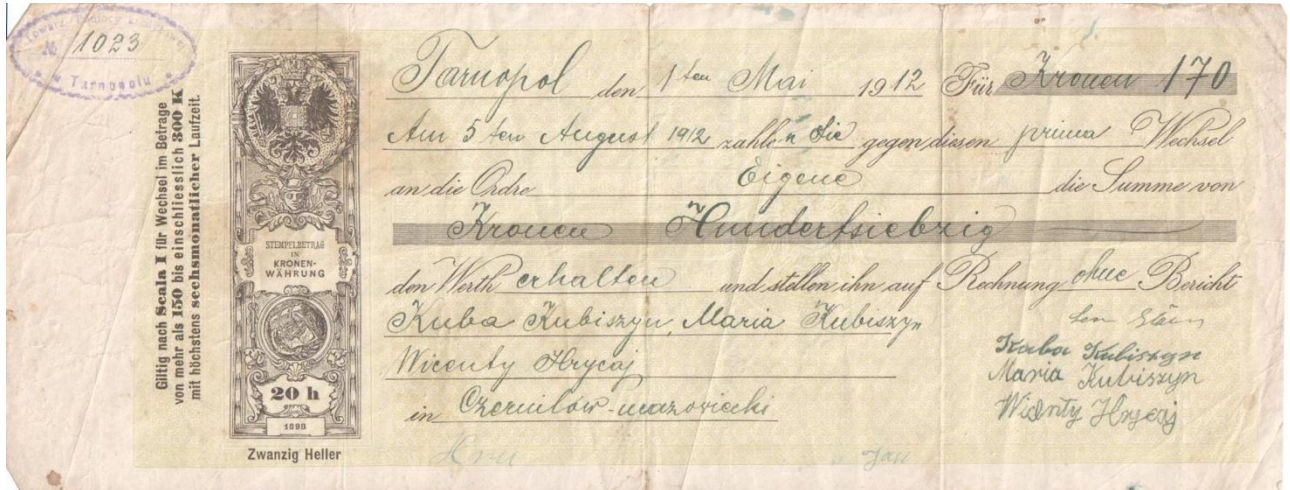 № 1023
w Tarnopolu
Giltig nach Scala I für Wechsel im Betrage
von mehr als 150 bis einschliesslich 300 K
mit höchstens sechsmonatlicher Laufzeit.
STEMPELBETRAG
IN
KRONEN-
WÄHRUNG
20 h
1898
Zwanzig Heller
Tarnopol den 1 ten Mai 1912 Für Kronen 170
Am 5 ten August 1912 zahlen Sie gegen diesen prima Wechsel
an die Ordre Eigene die Summe von
Kronen Hundertsiebzig
den Werth erhalten und stellen ihn auf Rechnung ohne Bericht
Kuba Kubiszyn, Maria Kubiszyn
Wicenty Hrycaj
in Czernilów-mazowiecki
Kuba Kubiszyn
Maria Kubiszyn
Hrycaj